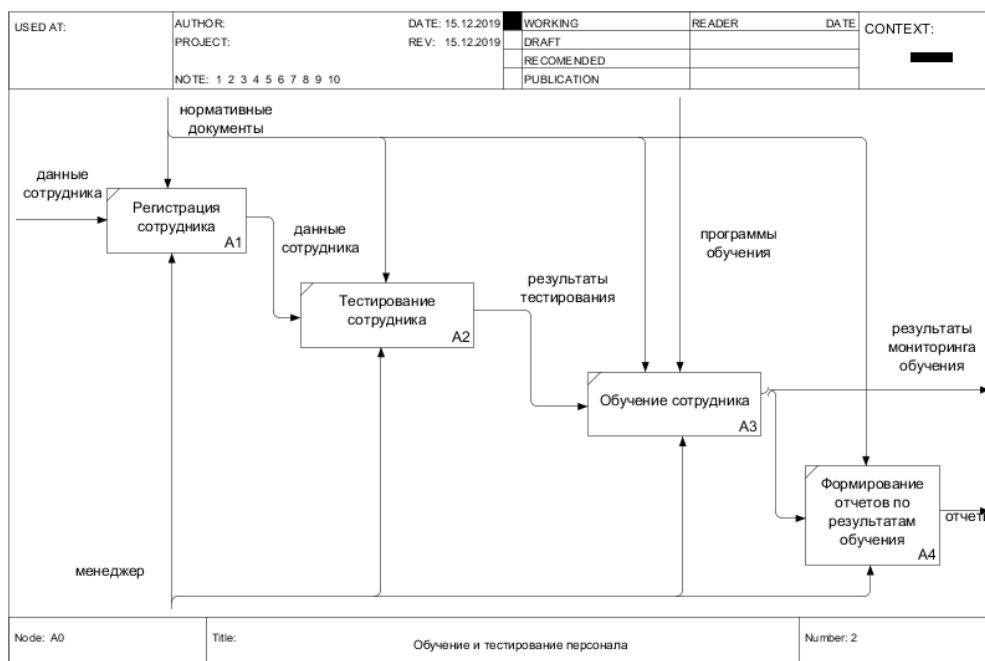 USED AT:
AUTHOR:
DATE: 15.12.2019
PROJECT:
REV: 15.12.2019
NOTE: 1 2 3 4 5 6 7 8 9 10
WORKING
DRAFT
RECOMENDED
PUBLICATION
READER
DATE
CONTEXT:
нормативные
документы
данные
сотрудника
Регистрация
сотрудника
A1
данные
сотрудника
программы
обучения
Тестирование
сотрудника
A2
результаты
тестирования
результаты
мониторинга
обучения
Обучение сотрудника
A3
Формирование
отчетов по
результатам
обучения
A4
отчеты
менеджер
Node: A0
Title:
Обучение и тестирование персонала
Number: 2